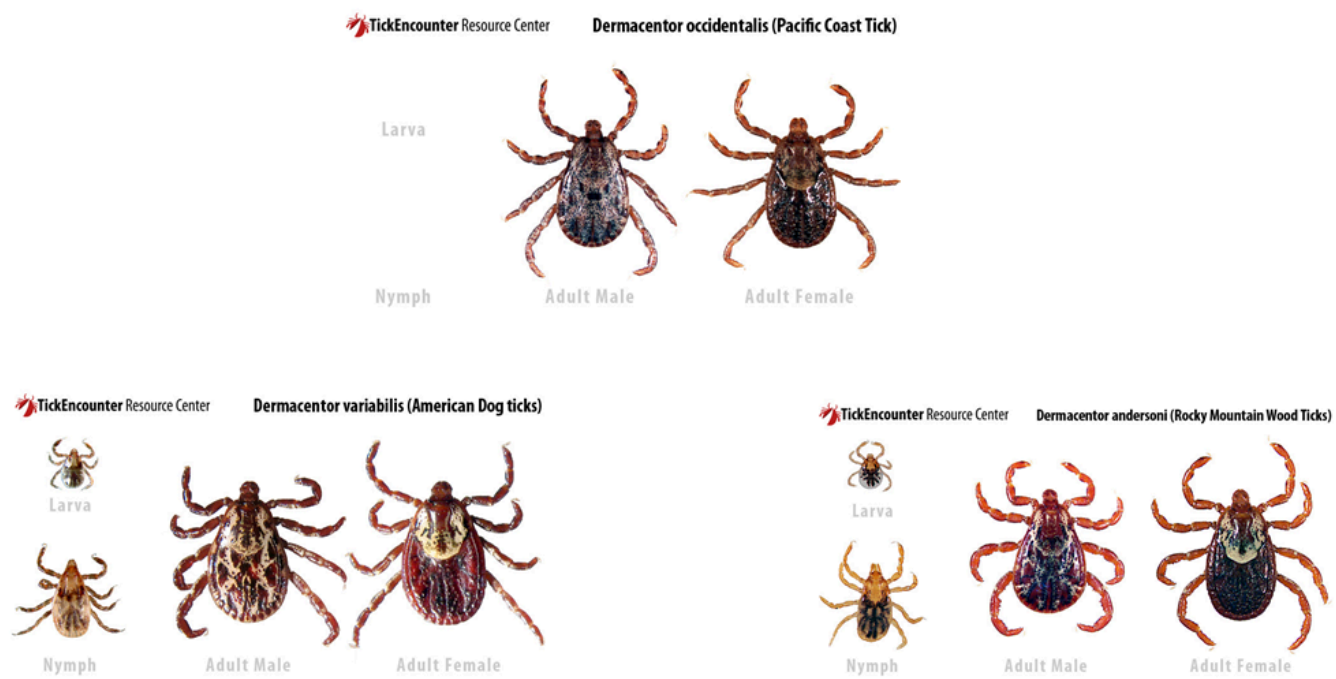 TickEncounter Resource Center
Dermacentor occidentalis (Pacific Coast Tick)
Larva
Nymph
Adult Male
Adult Female
TickEncounter Resource Center
Dermacentor variabilis (American Dog ticks)
Larva
Nymph
Adult Male
Adult Female
TickEncounter Resource Center
Dermacentor andersoni (Rocky Mountain Wood Ticks)
Larva
Nymph
Adult Male
Adult Female